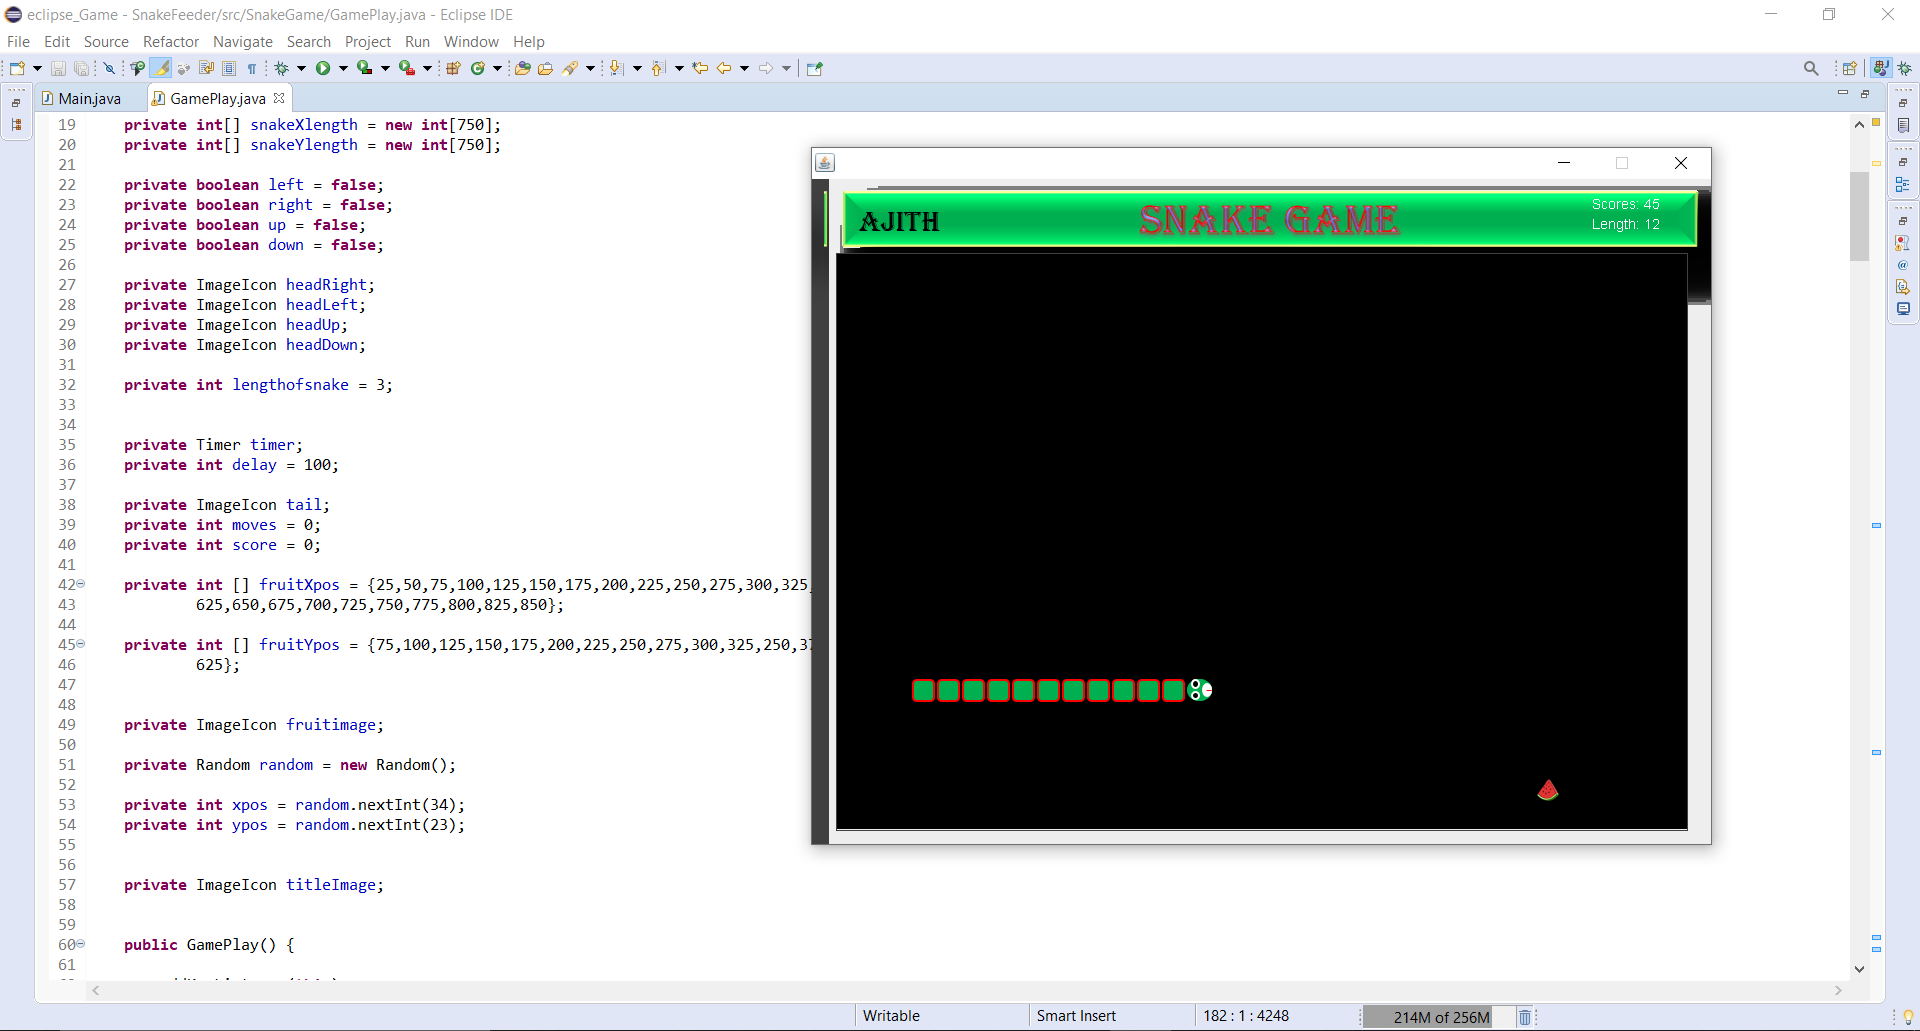 eclipse_Game - SnakeFeeder/src/SnakeGame/GamePlay.java - Eclipse IDE
File Edit Source Refactor Navigate Search Project Run Window Help
Main.java GamePlay.java
19 private int[] snakeXlength = new int[750];
20 private int[] snakeYlength = new int[750];
21
22 private boolean left = false;
23 private boolean right = false;
24 private boolean up = false;
25 private boolean down = false;
26
27 private ImageIcon headRight;
28 private ImageIcon headLeft;
29 private ImageIcon headUp;
30 private ImageIcon headDown;
31
32 private int lengthofsnake = 3;
33
34
35 private Timer timer;
36 private int delay = 100;
37
38 private ImageIcon tail;
39 private int moves = 0;
40 private int score = 0;
41
42 private int [] fruitXpos = {25,50,75,100,125,150,175,200,225,250,275,300,325,
43 625,650,675,700,725,750,775,800,825,850};
44
45 private int [] fruitYpos = {75,100,125,150,175,200,225,250,275,300,325,250,
46 625};
47
48
49 private ImageIcon fruitimage;
50
51 private Random random = new Random();
52
53 private int xpos = random.nextInt(34);
54 private int ypos = random.nextInt(23);
55
56
57 private ImageIcon titleImage;
58
59
60 public GamePlay() {
61
AJITH SNAKE GAME
Scores: 45
Length: 12
Writable Smart Insert 182 : 1 : 4248 214M of 256M